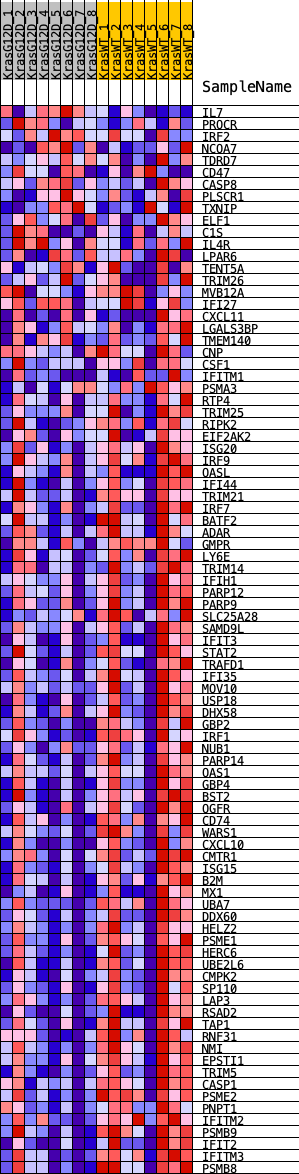 KrasG12D_1
KrasG12D_2
KrasG12D_3
KrasG12D_4
KrasG12D_5
KrasG12D_6
KrasG12D_7
KrasG12D_8
KrasWT_1
KrasWT_2
KrasWT_3
KrasWT_4
KrasWT_5
KrasWT_6
KrasWT_7
KrasWT_8
SampleName
IL7
PROCR
IRF2
NCOA7
TDRD7
CD47
CASP8
PLSCR1
TXNIP
ELF1
C1S
IL4R
LPAR6
TENT5A
TRIM26
MVB12A
IFI27
CXCL11
LGALS3BP
TMEM140
CNP
CSF1
IFITM1
PSMA3
RTP4
TRIM25
RIPK2
EIF2AK2
ISG20
IRF9
OASL
IFI44
TRIM21
IRF7
BATF2
ADAR
GMPR
LY6E
TRIM14
IFIH1
PARP12
PARP9
SLC25A28
SAMD9L
IFIT3
STAT2
TRAFD1
IFI35
MOV10
USP18
DHX58
GBP2
IRF1
NUB1
PARP14
OAS1
GBP4
BST2
OGFR
CD74
WARS1
CXCL10
CMTR1
ISG15
B2M
MX1
UBA7
DDX60
HELZ2
PSME1
HERC6
UBE2L6
CMPK2
SP110
LAP3
RSAD2
TAP1
RNF31
NMI
EPSTI1
TRIM5
CASP1
PSME2
PNPT1
IFITM2
PSMB9
IFIT2
IFITM3
PSMB8